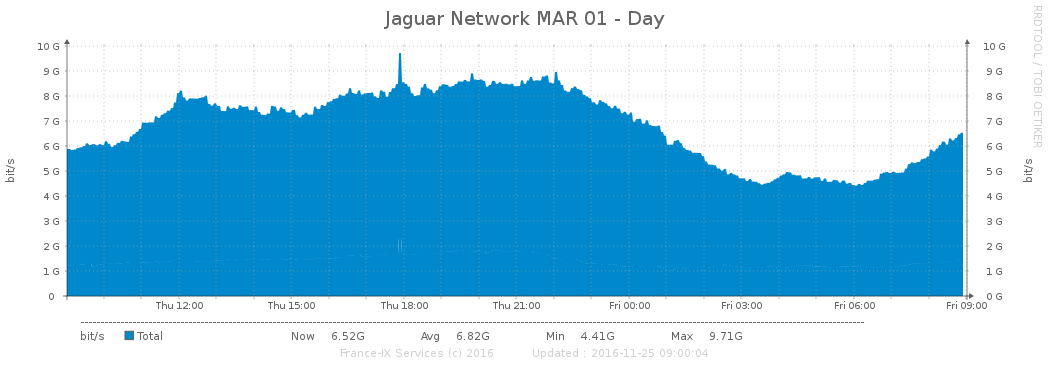 Jaguar Network MAR 01 - Day
RRDTOOL / TOBI OETIKER
10 G 10 G
9 G 9 G
8 G 8 G
7 G 7 G
6 G 6 G
5 G 5 G
4 G 4 G
3 G 3 G
2 G 2 G
1 G 1 G
0 0 G
bit/s
bit/s
Thu 12:00 Thu 15:00 Thu 18:00 Thu 21:00 Fri 00:00 Fri 03:00 Fri 06:00 Fri 09:00
bit/s Total Now 6.52G Avg 6.82G Min 4.41G Max 9.71G
France-IX Services (c) 2016 Updated : 2016-11-25 09:00:04